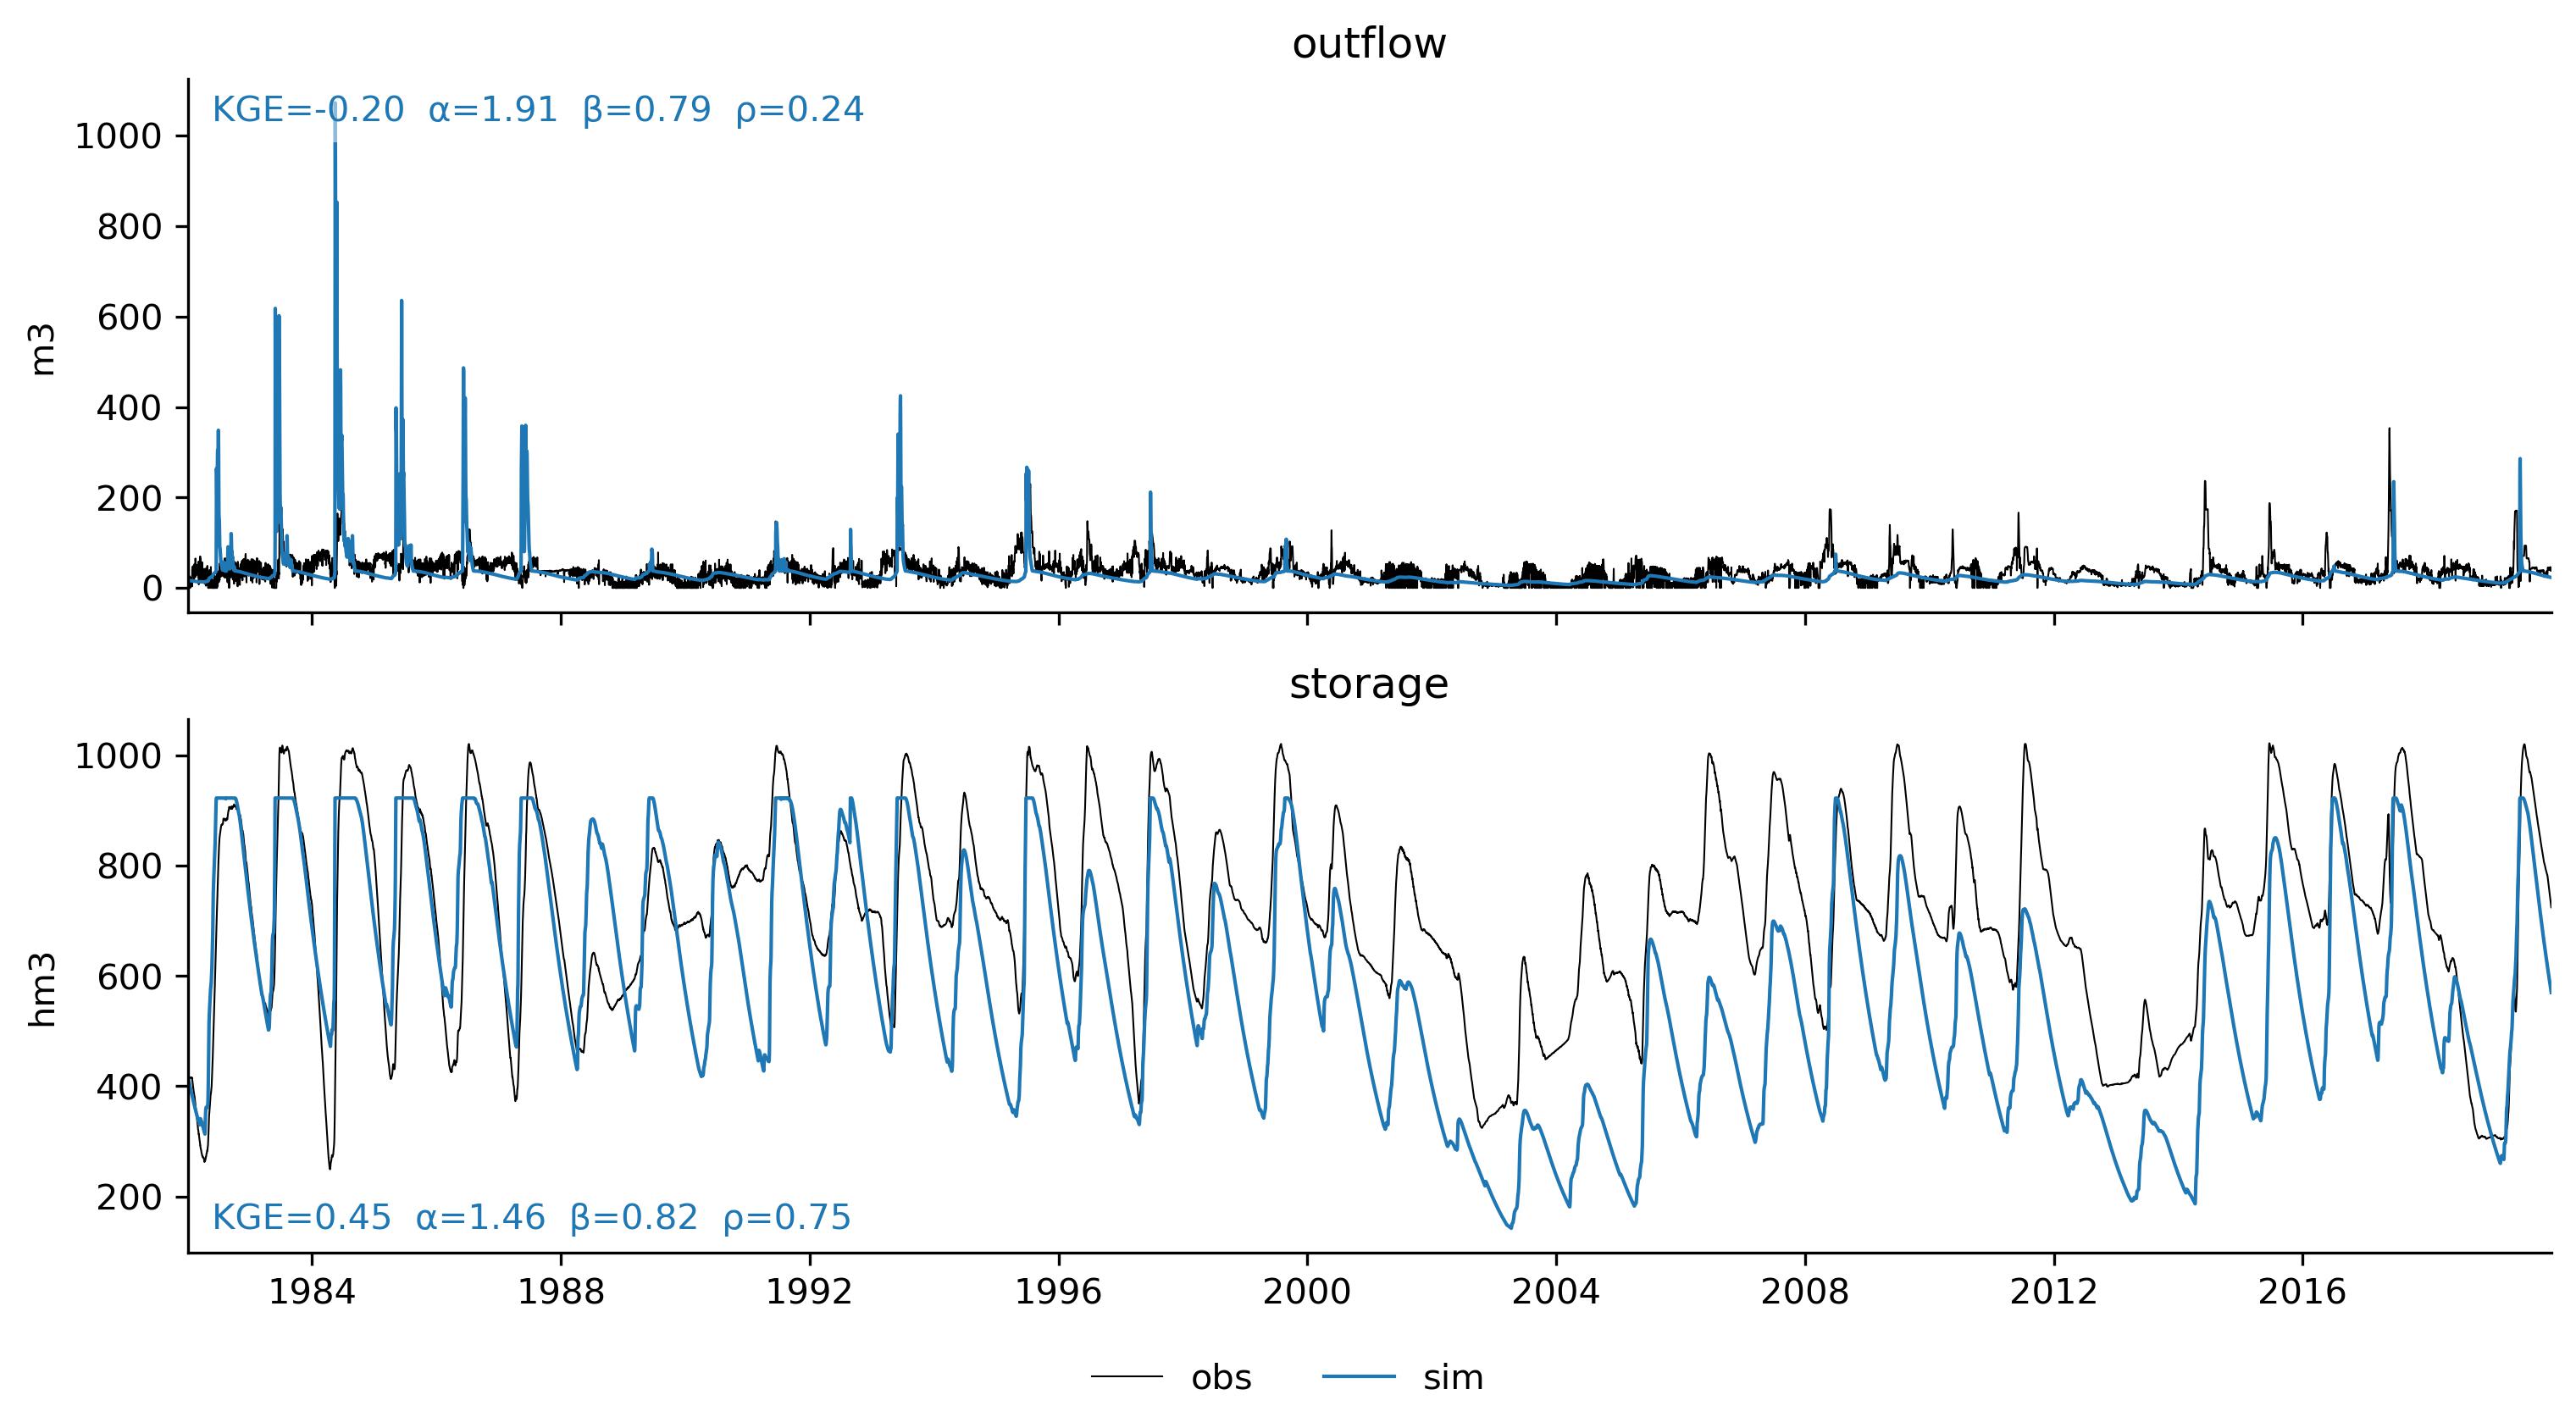 outflow
KGE=-0.20 α=1.91 β=0.79 ρ=0.24
1000
800
600
400
200
0
m3
storage
1000
800
600
400
200
hm3
KGE=0.45 α=1.46 β=0.82 ρ=0.75
1984 1988 1992 1996 2000 2004 2008 2012 2016
obs sim